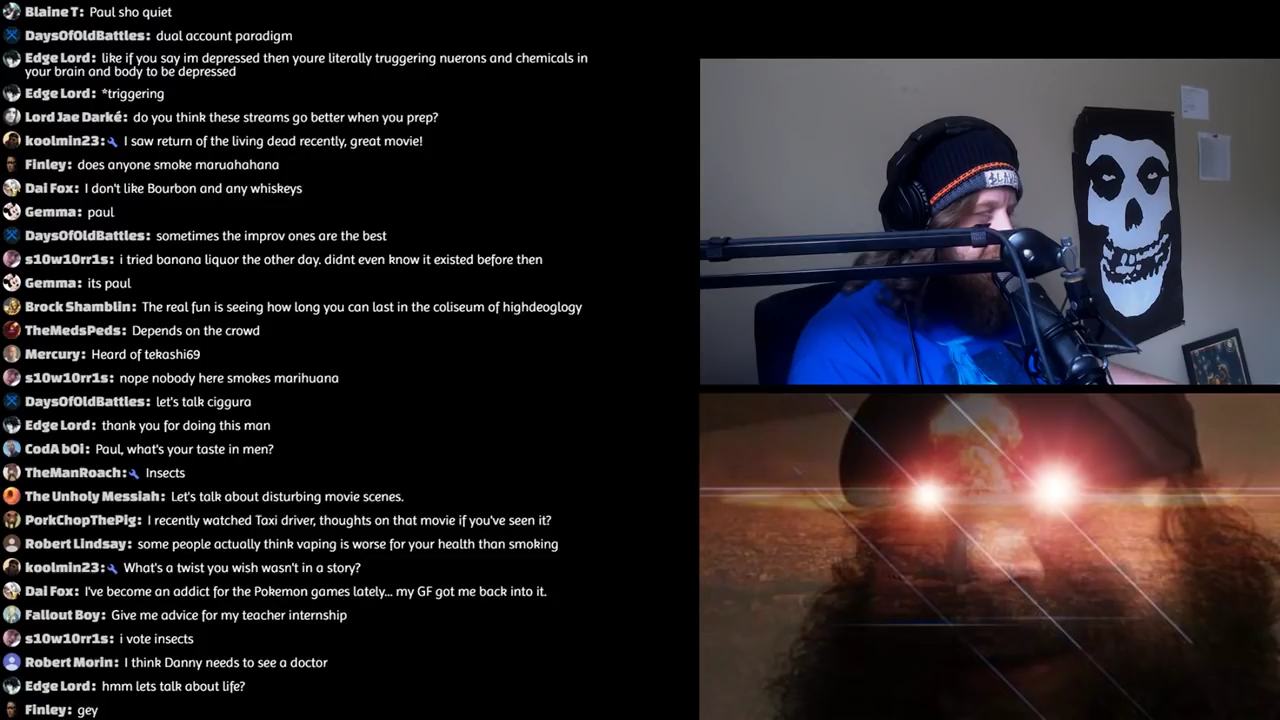 Blaine T: Paul sho quiet
DaysOfOldBattles: dual account paradigm
Edge Lord: like if you say im depressed then youre literally truggering nuerons and chemicals in
your brain and body to be depressed
Edge Lord: *triggering
Lord Jae Darké: do you think these streams go better when you prep?
koolmin23: I saw return of the living dead recently, great movie!
Finley: does anyone smoke maruahahana
Dai Fox: I don't like Bourbon and any whiskeys
Gemma: paul
DaysOfOldBattles: sometimes the improv ones are the best
s10w10rr1s: i tried banana liquor the other day. didnt even know it existed before then
Gemma: its paul
Brock Shamblin: The real fun is seeing how long you can last in the coliseum of highdeoglogy
TheMedsPeds: Depends on the crowd
Mercury: Heard of tekashi69
s10w10rr1s: nope nobody here smokes marihuana
DaysOfOldBattles: let's talk ciggura
Edge Lord: thank you for doing this man
CodA bOi: Paul, what's your taste in men?
TheManRoach: Insects
The Unholy Messiah: Let's talk about disturbing movie scenes.
PorkChopThePig: I recently watched Taxi driver, thoughts on that movie if you've seen it?
Robert Lindsay: some people actually think vaping is worse for your health than smoking
koolmin23: What's a twist you wish wasn't in a story?
Dai Fox: I've become an addict for the Pokemon games lately... my GF got me back into it.
Fallout Boy: Give me advice for my teacher internship
s10w10rr1s: i vote insects
Robert Morin: I think Danny needs to see a doctor
Edge Lord: hmm lets talk about life?
Finley: gey